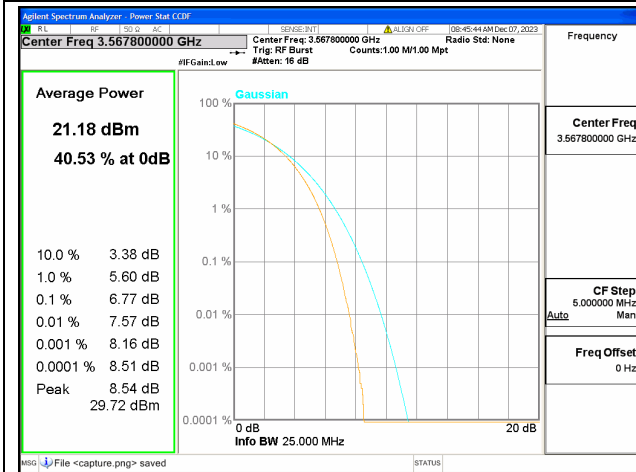 Agilent Spectrum Analyzer - Power Stat CCDF
RL RF 50 Ω AC SENSE:INT ALIGN OFF 08:45:44 AM Dec 07, 2023
Center Freq 3.567800000 GHz
Center Freq: 3.567800000 GHz Radio Std: None
Trig: RF Burst Counts:1.00 M/1.00 Mpt
#IFGain:Low #Atten: 16 dB
Average Power
21.18 dBm
40.53 % at 0dB
10.0 % 3.38 dB
1.0 % 5.60 dB
0.1 % 6.77 dB
0.01 % 7.57 dB
0.001 % 8.16 dB
0.0001 % 8.51 dB
Peak 8.54 dB
29.72 dBm
Gaussian
100 %
10 %
1 %
0.1 %
0.01 %
0.001 %
0.0001 %
0 dB 20 dB
Info BW 25.000 MHz
Frequency
Center Freq
3.567800000 GHz
CF Step
5.000000 MHz
Auto Man
Freq Offset
0 Hz
MSG File <capture.png> saved STATUS